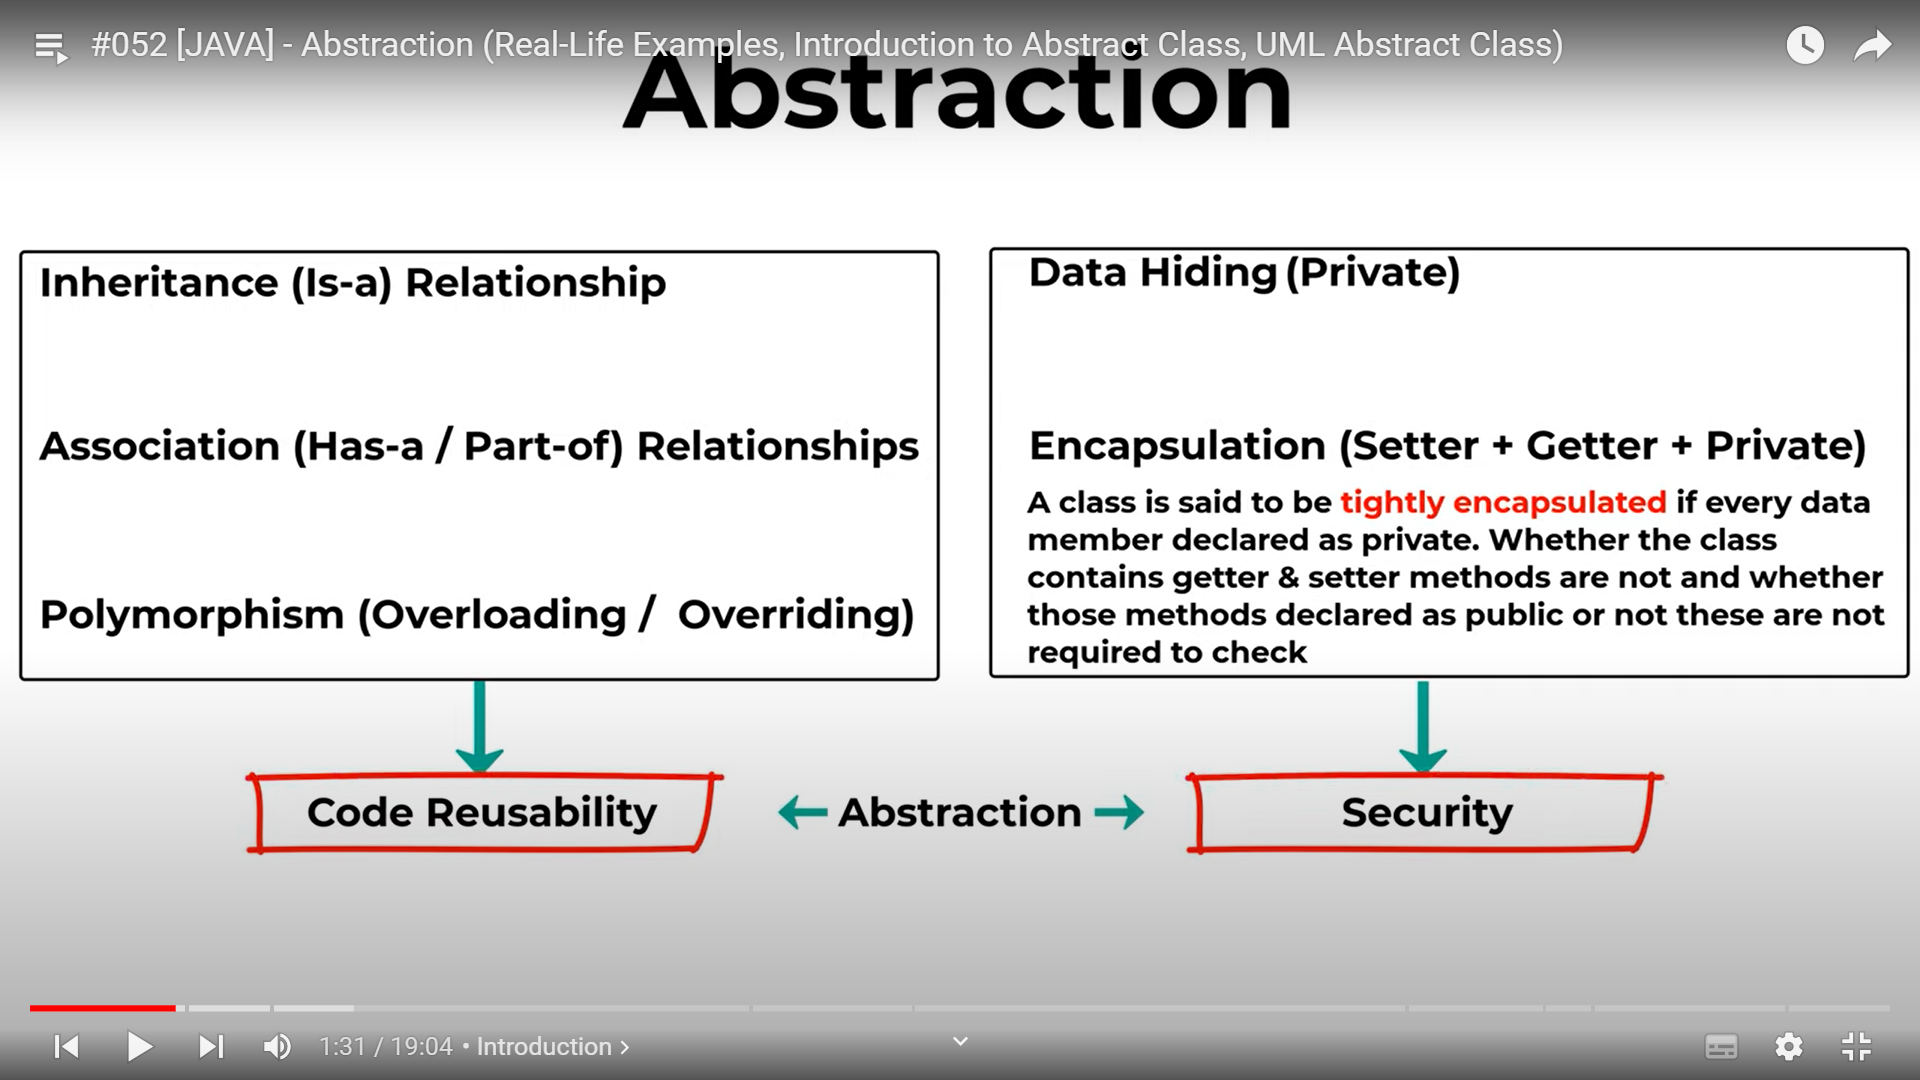 #052 [JAVA] - Abstraction (Real-Life Examples, Introduction to Abstract Class, UML Abstract Class)
Abstraction
Inheritance (Is-a) Relationship
Association (Has-a / Part-of) Relationships
Polymorphism (Overloading / Overriding)
Data Hiding (Private)
Encapsulation (Setter + Getter + Private)
A class is said to be tightly encapsulated if every data
member declared as private. Whether the class
contains getter & setter methods are not and whether
those methods declared as public or not these are not
required to check
Code Reusability
Abstraction
Security
1:31 / 19:04 • Introduction